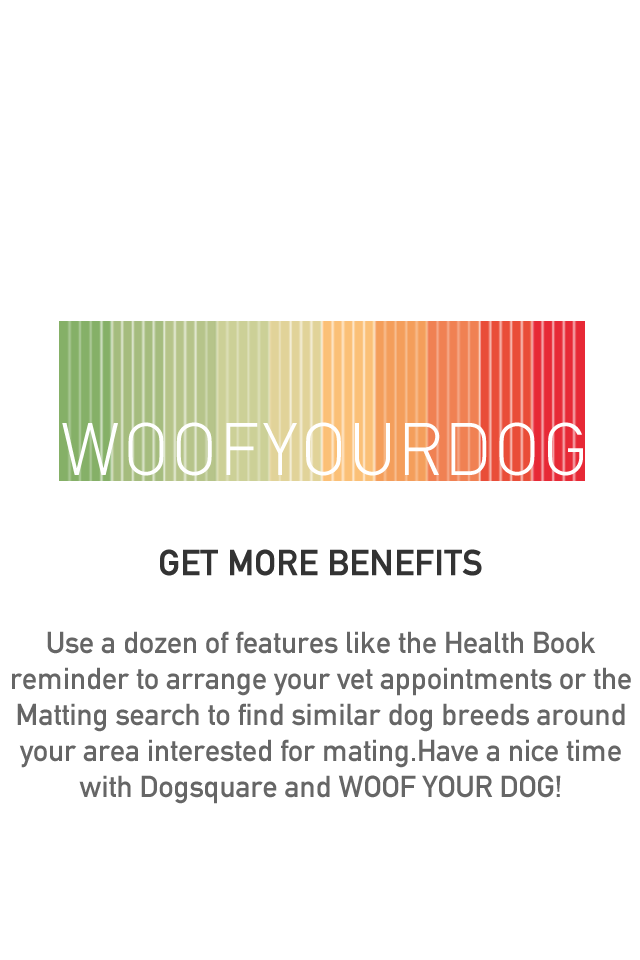 WOOFYOURDOG
GET MORE BENEFITS
Use a dozen of features like the Health Book
reminder to arrange your vet appointments or the
Matting search to find similar dog breeds around
your area interested for mating.Have a nice time
with Dogsquare and WOOF YOUR DOG!